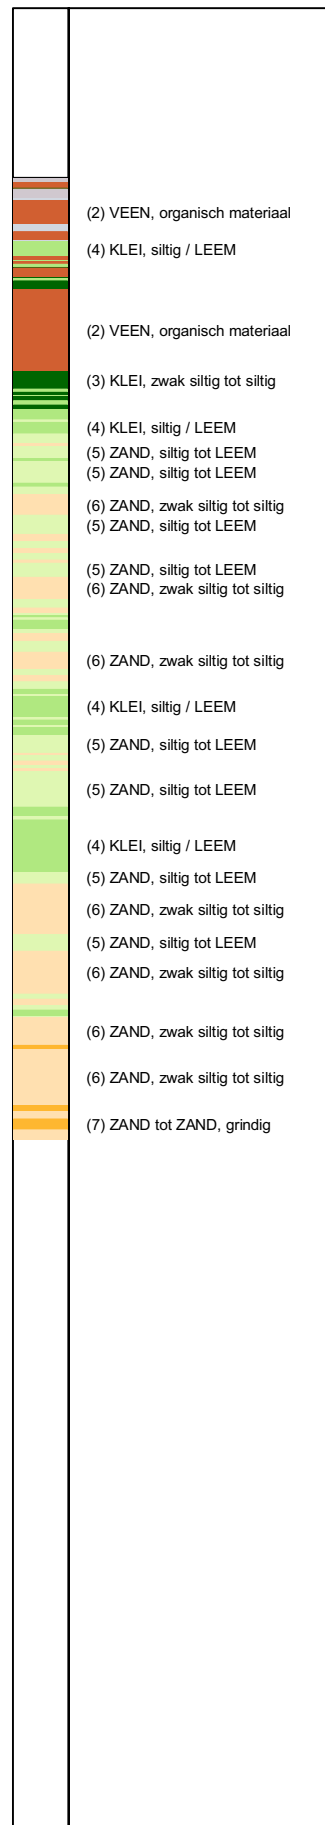 (2) VEEN, organisch materiaal
(4) KLEI, siltig / LEEM
(2) VEEN, organisch materiaal
(3) KLEI, zwak siltig tot siltig
(4) KLEI, siltig / LEEM
(5) ZAND, siltig tot LEEM
(5) ZAND, siltig tot LEEM
(6) ZAND, zwak siltig tot siltig
(5) ZAND, siltig tot LEEM
(5) ZAND, siltig tot LEEM
(6) ZAND, zwak siltig tot siltig
(6) ZAND, zwak siltig tot siltig
(4) KLEI, siltig / LEEM
(5) ZAND, siltig tot LEEM
(5) ZAND, siltig tot LEEM
(4) KLEI, siltig / LEEM
(5) ZAND, siltig tot LEEM
(6) ZAND, zwak siltig tot siltig
(5) ZAND, siltig tot LEEM
(6) ZAND, zwak siltig tot siltig
(6) ZAND, zwak siltig tot siltig
(6) ZAND, zwak siltig tot siltig
(7) ZAND tot ZAND, grindig